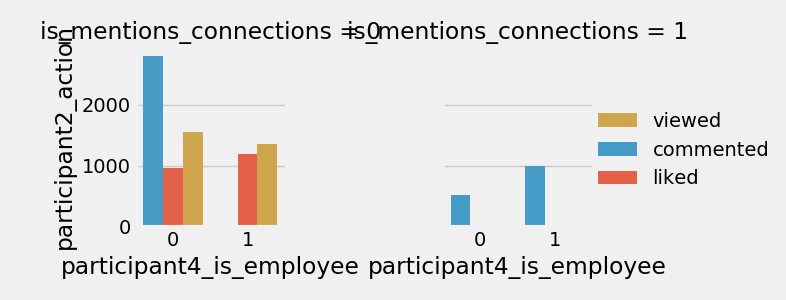 is_mentions_connections = 0
is_mentions_connections = 1
participant2_action
2000
1000
0
0 1
0 1
participant4_is_employee
participant4_is_employee
viewed
commented
liked